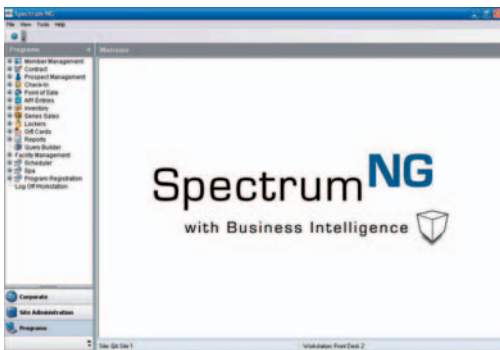 Spectrum NG
File View Tools Help
Programs
Welcome
Member Management
Contract
Prospect Management
Check-In
Point of Sale
A/R Entries
Inventory
Series Sales
Lockers
Gift Cards
Reports
Query Builder
Facility Management
Scheduler
Spa
Program Registration
Log Off Workstation
Spectrum NG
with Business Intelligence
Corporate
Site Administration
Programs
Site: QA Site 1
Workstation: Front Desk 2